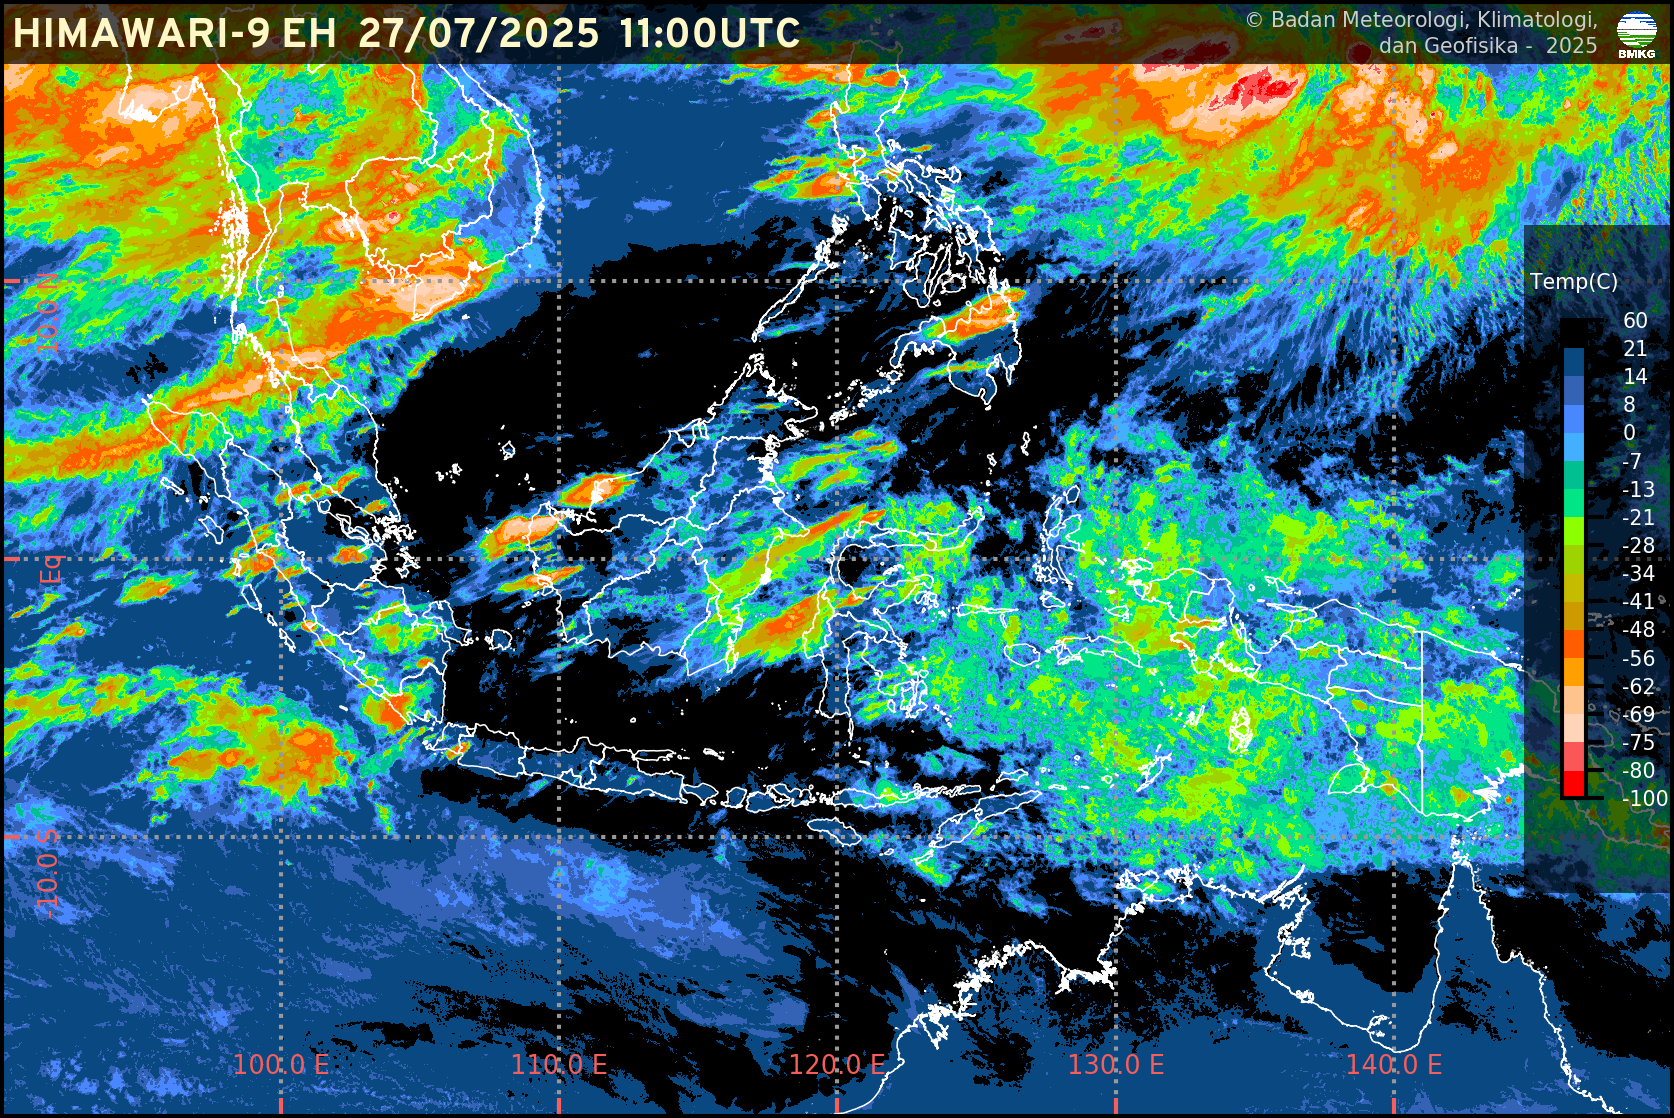 HIMAWARI-9 EH 27/07/2025 11:00UTC
© Badan Meteorologi, Klimatologi,
dan Geofisika - 2025
BMKG
Temp(C)
60
21
14
8
0
-7
-13
-21
-28
-34
-41
-48
-56
-62
-69
-75
-80
-100
10.0 N
Eq
-10.0 S
100.0 E
110.0 E
120.0 E
130.0 E
140.0 E